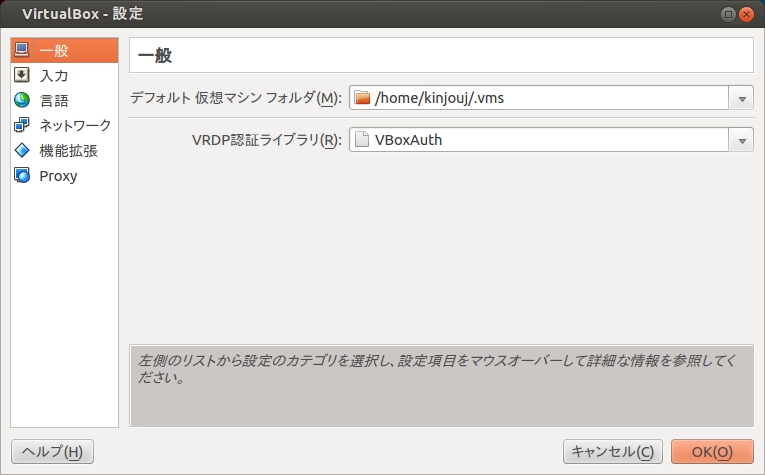 VirtualBox - 設定
一般
入力
言語
ネットワーク
機能拡張
Proxy
一般
デフォルト 仮想マシン フォルダ(M): /home/kinjouj/.vms
VRDP認証ライブラリ(R): VBoxAuth
左側のリストから設定のカテゴリを選択し、設定項目をマウスオーバーして詳細な情報を参照してく
ださい。
ヘルプ(H) キャンセル(C) OK(O)